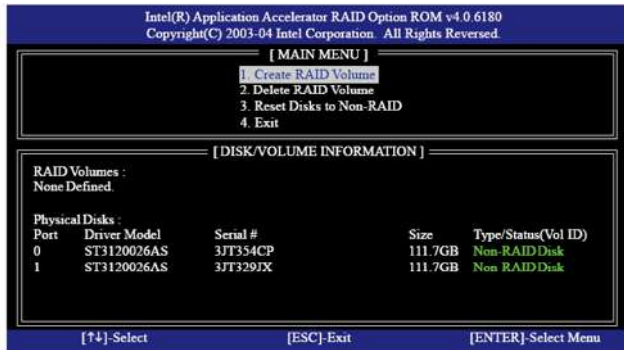 Intel(R) Application Accelerator RAID Option ROM v4.0.6180
Copyright(C) 2003-04 Intel Corporation. All Rights Reversed.
[ MAIN MENU ]
1. Create RAID Volume
2. Delete RAID Volume
3. Reset Disks to Non-RAID
4. Exit
[ DISK/VOLUME INFORMATION ]
RAID Volumes :
None Defined.
Physical Disks :
Port Driver Model Serial # Size Type/Status(Vol ID)
0 ST3120026AS 3JT354CP 111.7GB Non-RAID Disk
1 ST3120026AS 3JT329JX 111.7GB Non RAID Disk
[↑↓]-Select [ESC]-Exit [ENTER]-Select Menu